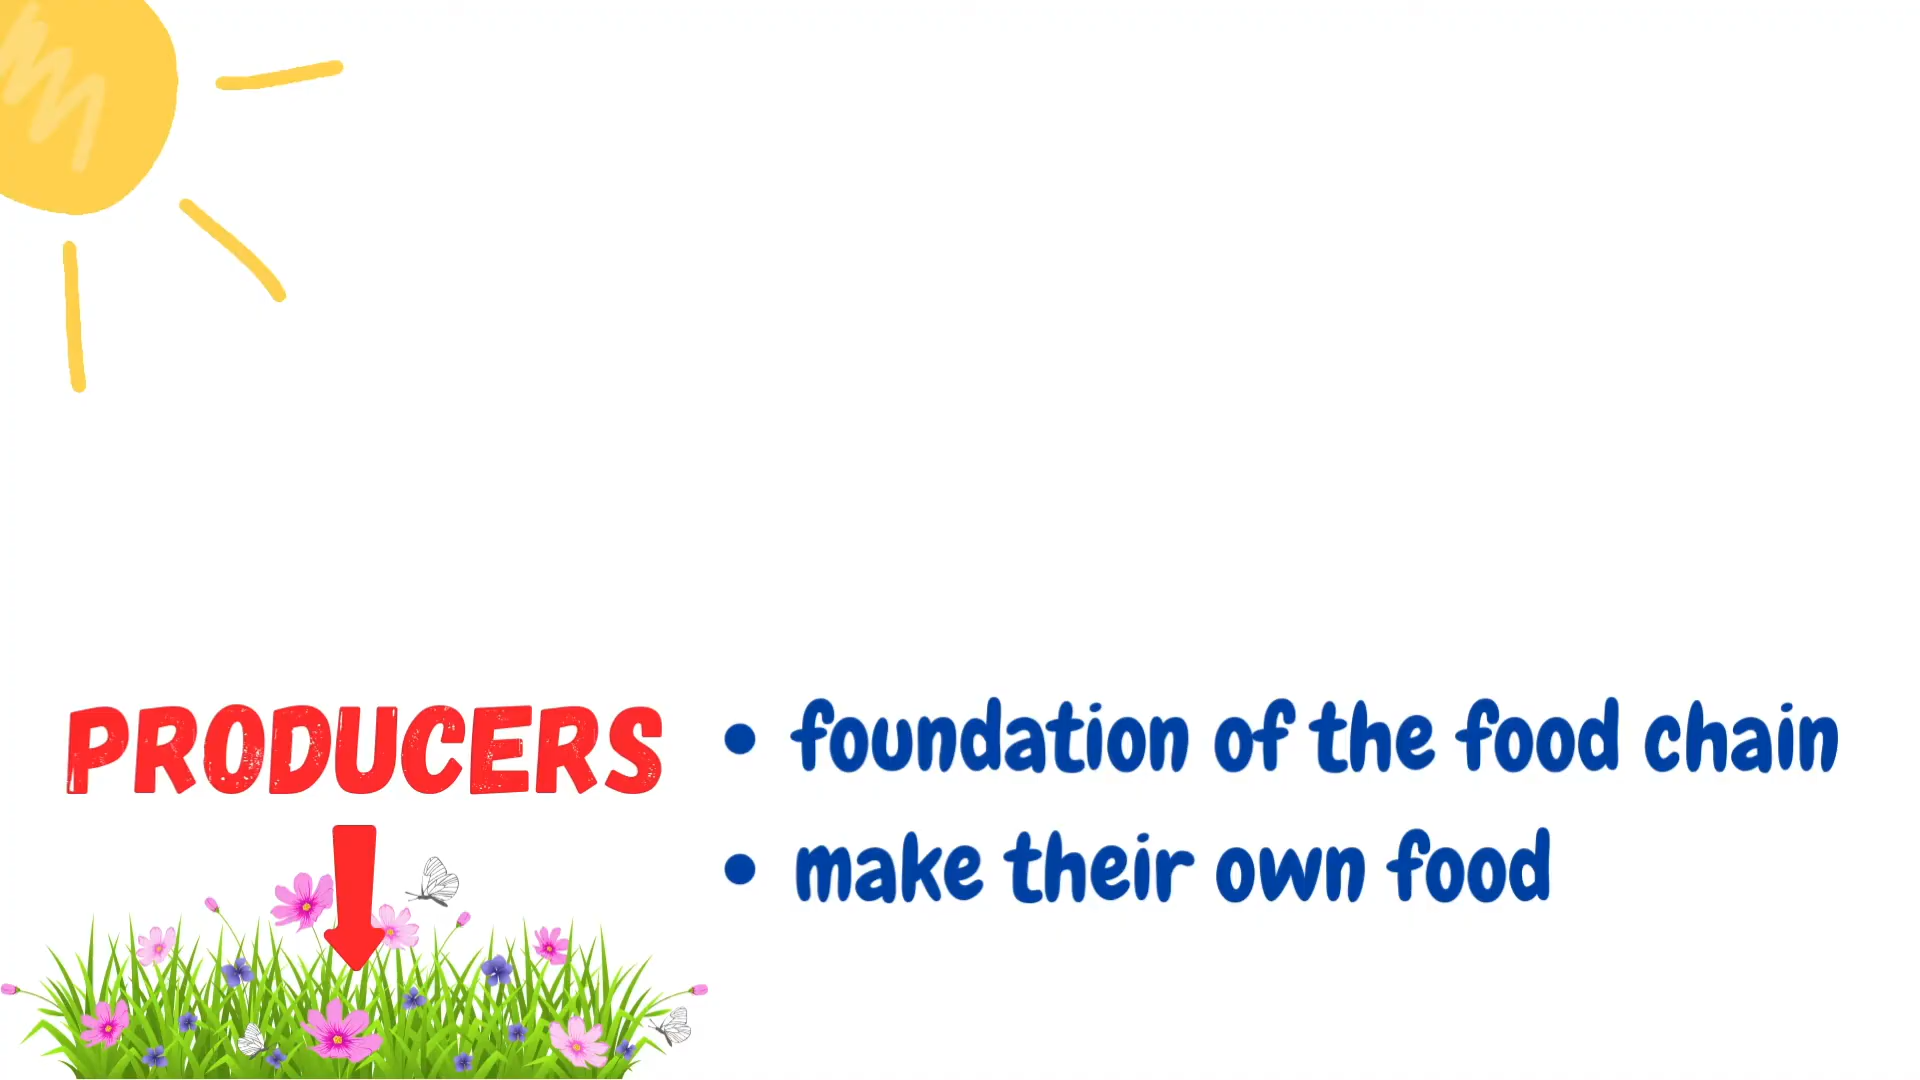 PRODUCERS
• foundation of the food chain
• make their own food